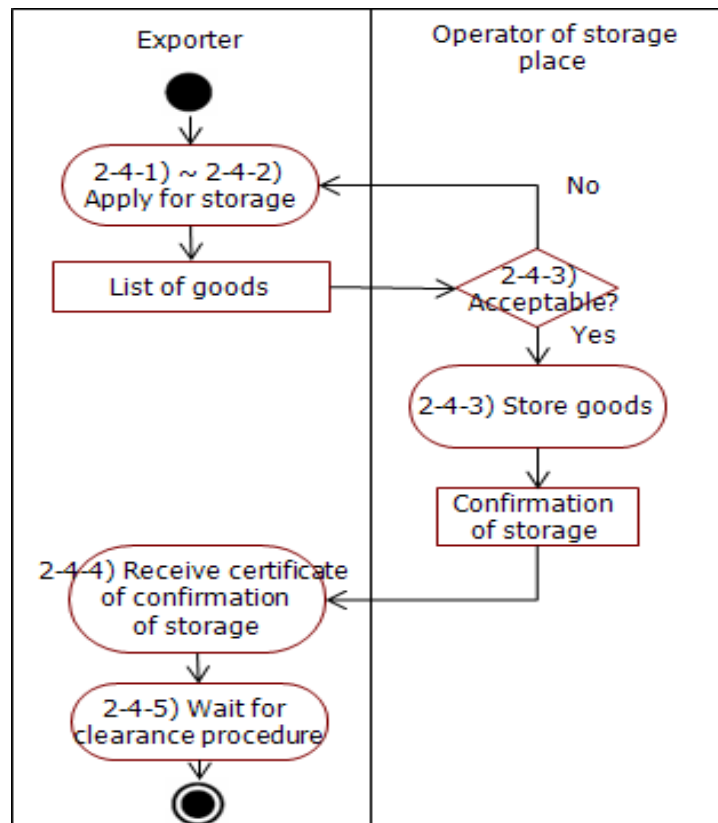 Exporter
Operator of storage
place
2-4-1) ~ 2-4-2)
Apply for storage
No
List of goods
2-4-3)
Acceptable?
Yes
2-4-3) Store goods
Confirmation
of storage
2-4-4) Receive certificate
of confirmation
of storage
2-4-5) Wait for
clearance procedure